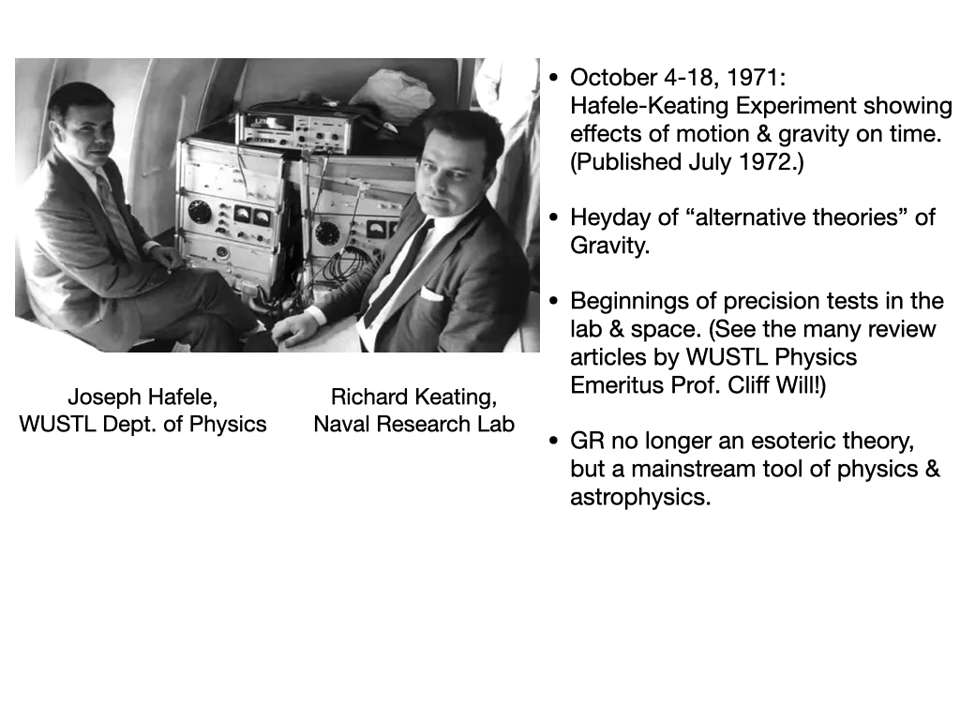 Joseph Hafele,
WUSTL Dept. of Physics
Richard Keating,
Naval Research Lab
• October 4-18, 1971:
Hafele-Keating Experiment showing
effects of motion & gravity on time.
(Published July 1972.)
• Heyday of “alternative theories” of
Gravity.
• Beginnings of precision tests in the
lab & space. (See the many review
articles by WUSTL Physics
Emeritus Prof. Cliff Will!)
• GR no longer an esoteric theory,
but a mainstream tool of physics &
astrophysics.